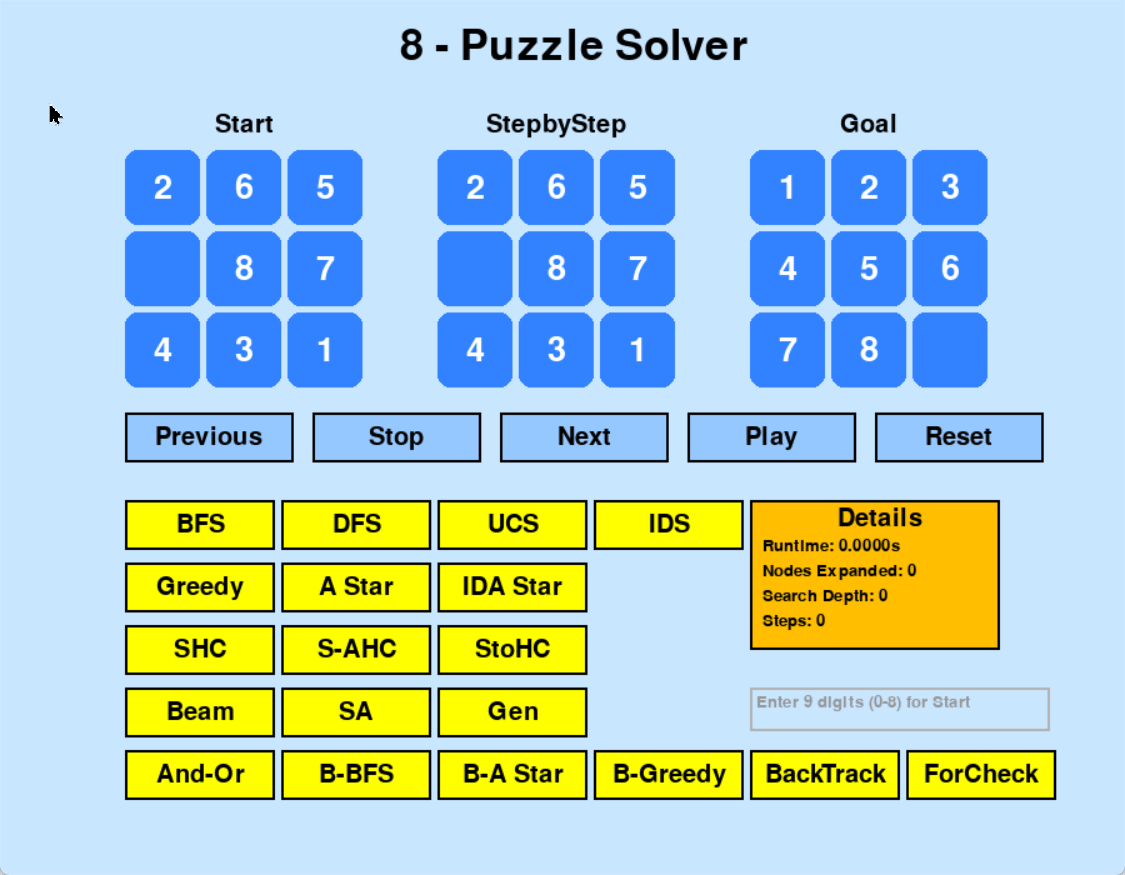 8 - Puzzle Solver
Start StepbyStep Goal
2 6 5 2 6 5 1 2 3
8 7 8 7 4 5 6
4 3 1 4 3 1 7 8
Previous Stop Next Play Reset
BFS DFS UCS IDS
Greedy A Star IDA Star
SHC S-AHC StoHC
Beam SA Gen
And-Or B-BFS B-A Star B-Greedy BackTrack ForCheck
Details
Runtime: 0.0000s
Nodes Expanded: 0
Search Depth: 0
Steps: 0
Enter 9 digits (0-8) for Start